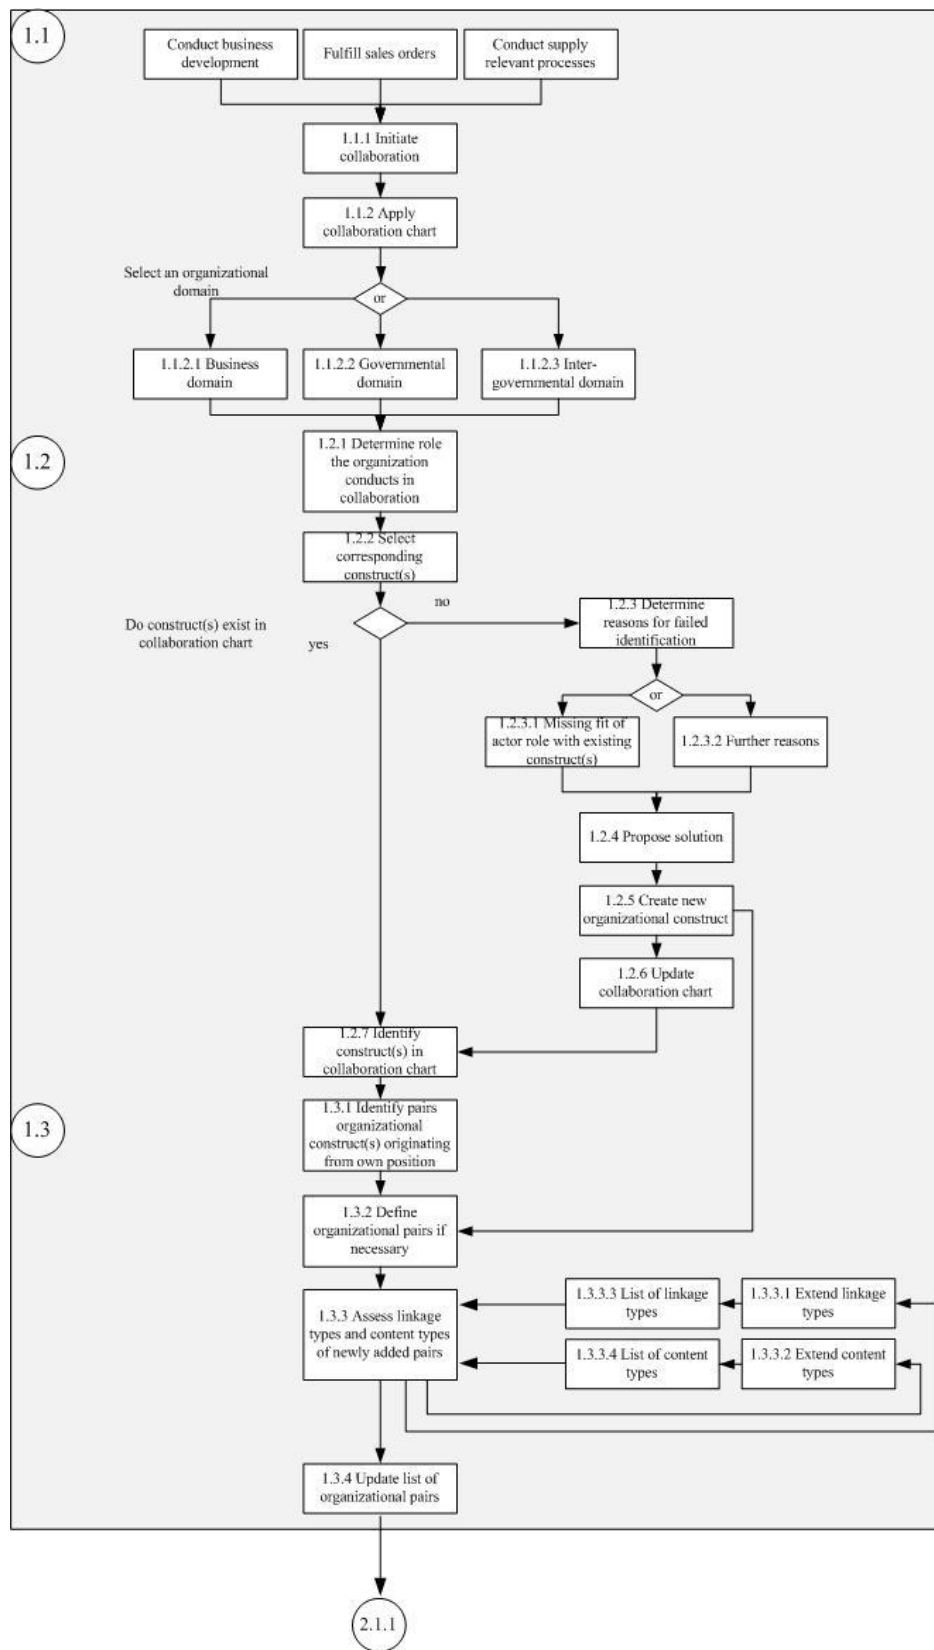 1.1
Conduct business
development
Fulfill sales orders
Conduct supply
relevant processes
1.1.1 Initiate
collaboration
1.1.2 Apply
collaboration chart
Select an organizational
domain
or
1.1.2.1 Business
domain
1.1.2.2 Governmental
domain
1.1.2.3 Inter-
governmental domain
1.2
1.2.1 Determine role
the organization
conducts in
collaboration
1.2.2 Select
corresponding
construct(s)
Do construct(s) exist in
collaboration chart
yes
no
1.2.3 Determine
reasons for failed
identification
or
1.2.3.1 Missing fit of
actor role with existing
construct(s)
1.2.3.2 Further reasons
1.2.4 Propose solution
1.2.5 Create new
organizational construct
1.2.6 Update
collaboration chart
1.2.7 Identify
construct(s) in
collaboration chart
1.3
1.3.1 Identify pairs
organizational
construct(s) originating
from own position
1.3.2 Define
organizational pairs if
necessary
1.3.3 Assess linkage
types and content types
of newly added pairs
1.3.3.3 List of linkage
types
1.3.3.1 Extend linkage
types
1.3.3.4 List of content
types
1.3.3.2 Extend content
types
1.3.4 Update list of
organizational pairs
2.1.1